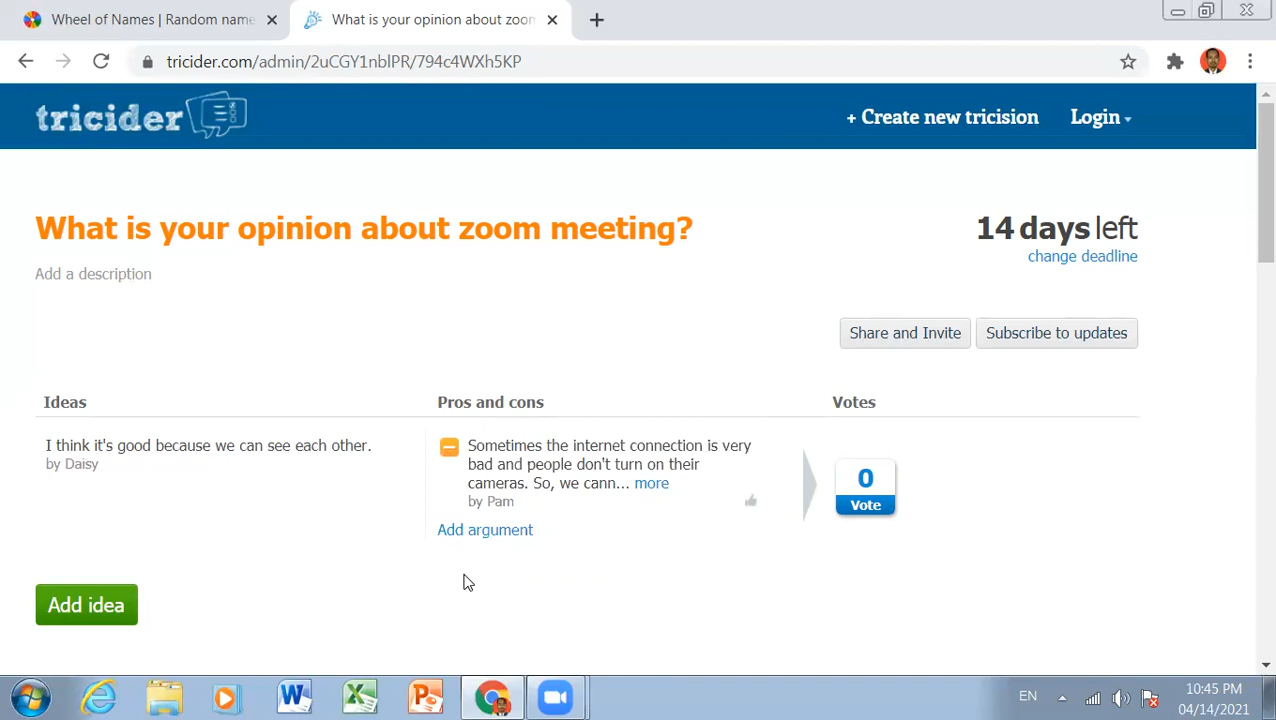 Wheel of Names | Random name
What is your opinion about zoom
tricider.com/admin/2uCGY1nblPR/794c4WXh5KP
tricider
+ Create new tricision
Login
What is your opinion about zoom meeting?
14 days left
change deadline
Add a description
Share and Invite
Subscribe to updates
Ideas
Pros and cons
Votes
I think it's good because we can see each other.
by Daisy
Sometimes the internet connection is very
bad and people don't turn on their
cameras. So, we cann... more
by Pam
0
Vote
Add argument
Add idea
EN
10:45 PM
04/14/2021